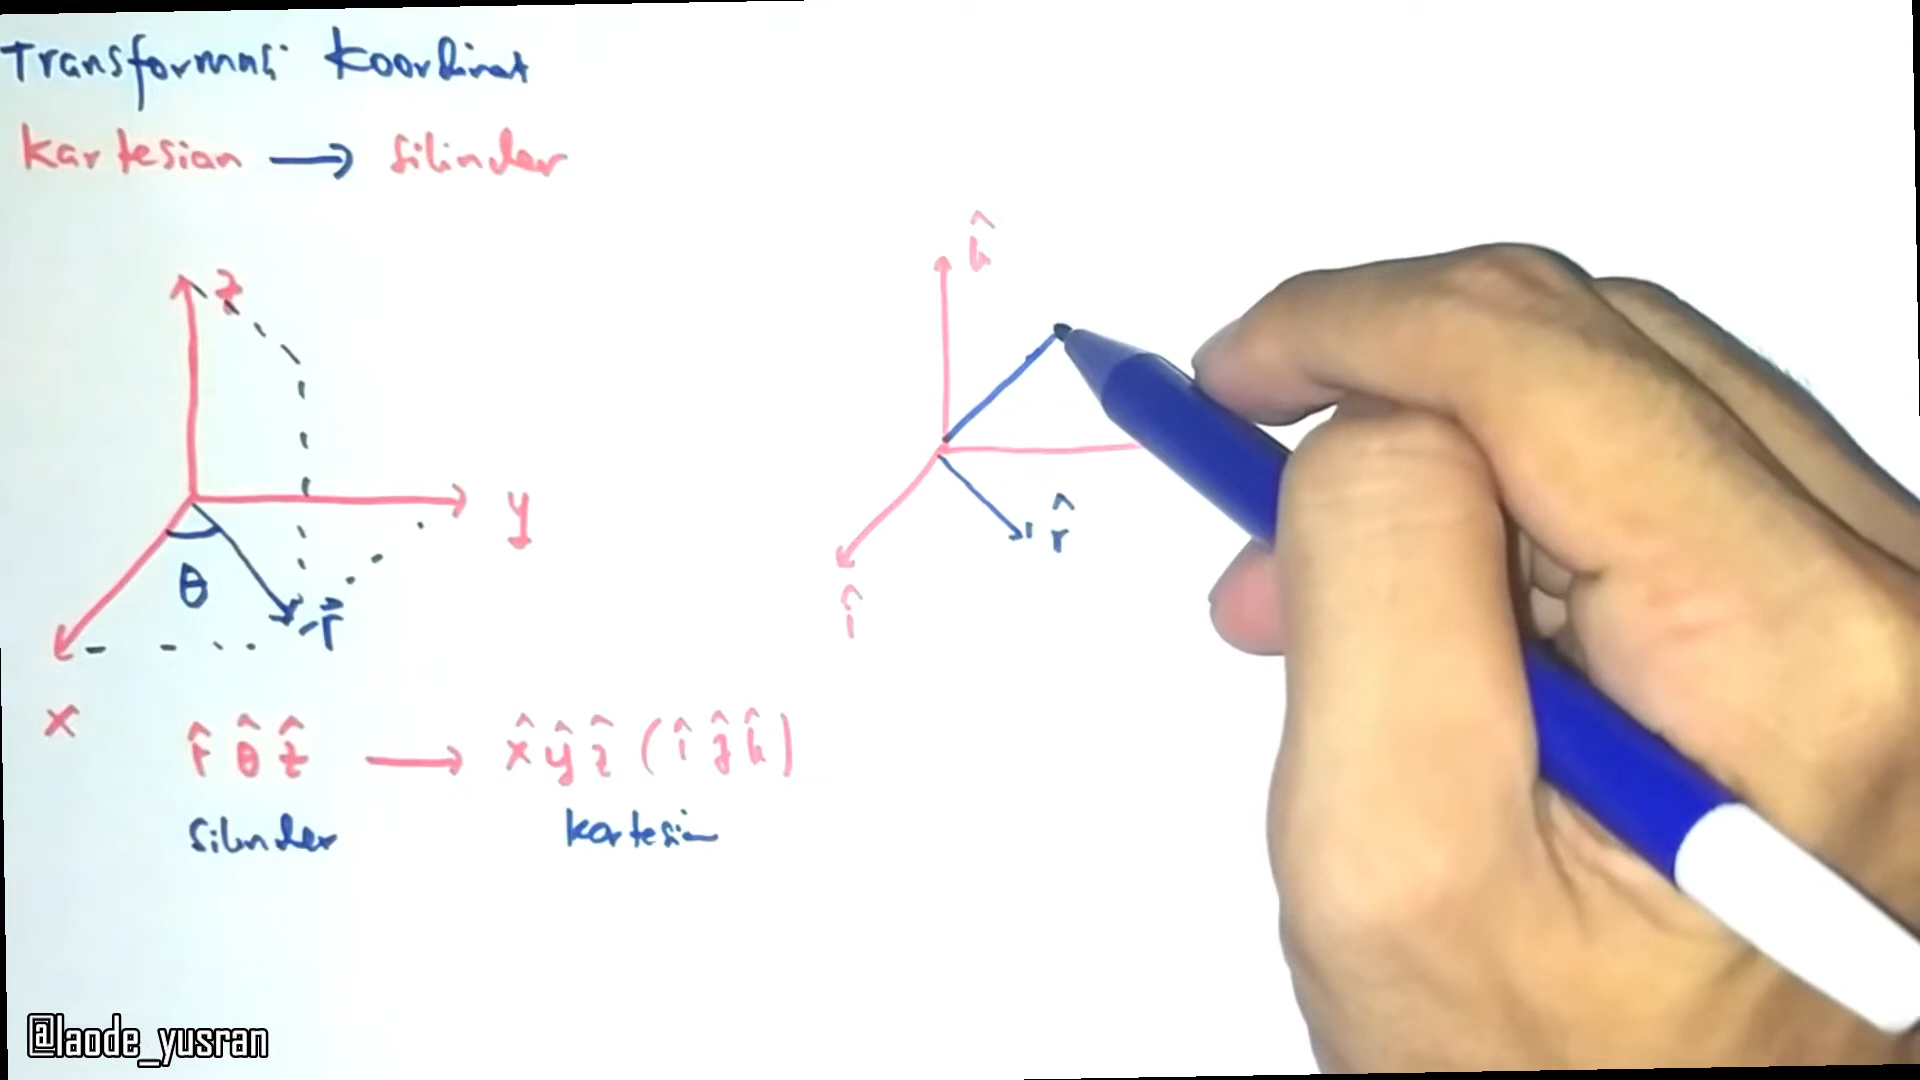 Transformasi Koordinat
Kartesian → Silinder
z
y
θ
r⃗
x
r̂ θ̂ ẑ → x̂ ŷ ẑ ( î ĵ k̂ )
Silinder
kartesian
k̂
r̂
î
@laode_yusran